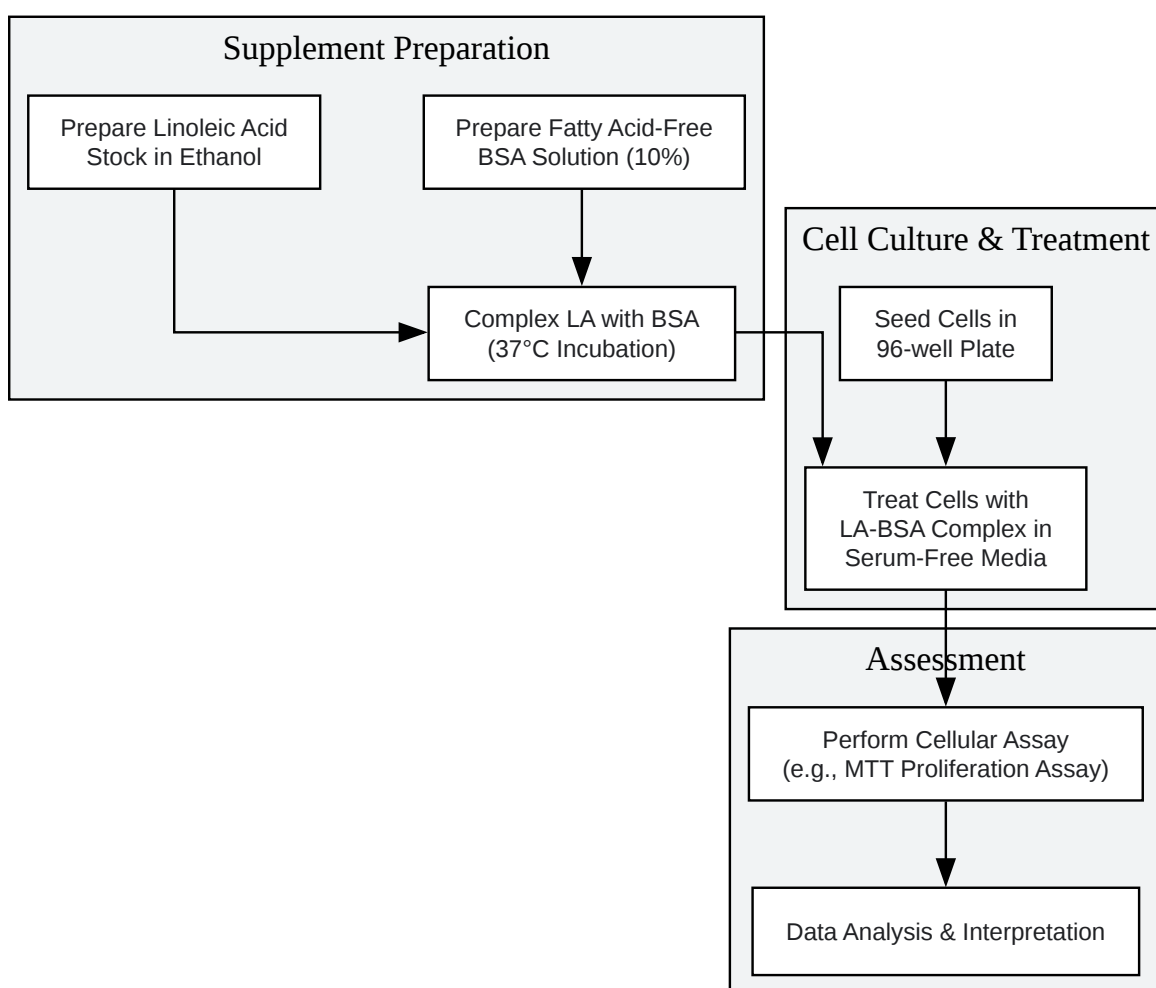 Supplement Preparation
Prepare Linoleic Acid
Stock in Ethanol
Prepare Fatty Acid-Free
BSA Solution (10%)
Complex LA with BSA
(37°C Incubation)
Cell Culture & Treatment
Seed Cells in
96-well Plate
Treat Cells with
LA-BSA Complex in
Serum-Free Media
Assessment
Perform Cellular Assay
(e.g., MTT Proliferation Assay)
Data Analysis & Interpretation